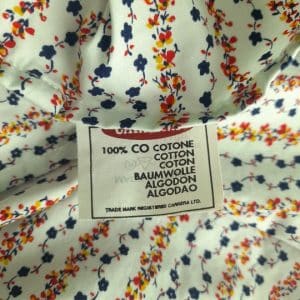 100% CO COTONE
COTTON
COTON
BAUMWOLLE
ALGODON
ALGODAO
TRADE MARK REGISTERED CARRERA LTD.